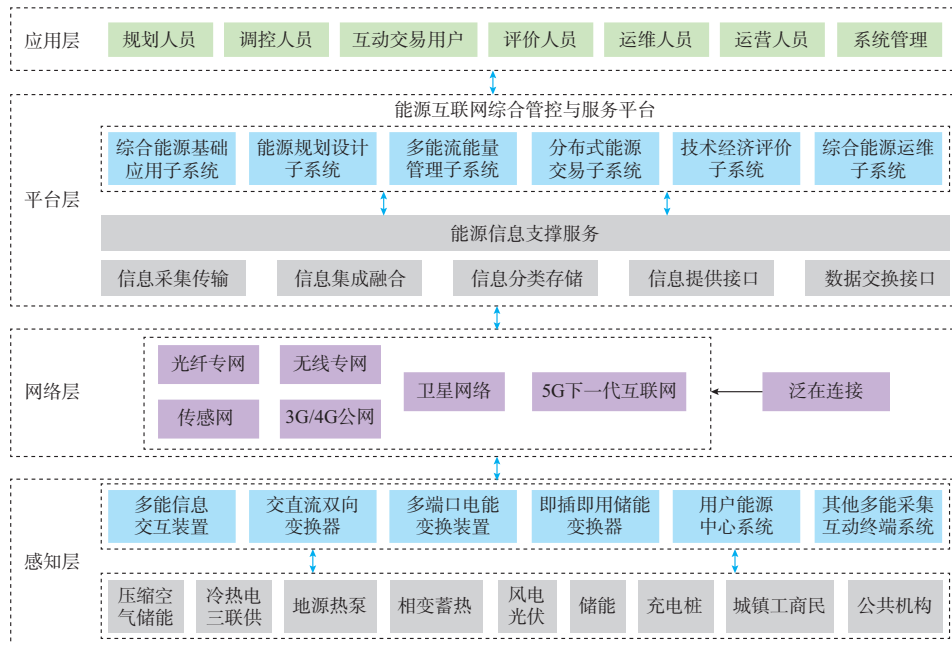 应用层
规划人员
调控人员
互动交易用户
评价人员
运维人员
运营人员
系统管理
能源互联网综合管控与服务平台
平台层
综合能源基础
应用子系统
能源规划设计
子系统
多能流能量
管理子系统
分布式能源
交易子系统
技术经济评价
子系统
综合能源运维
子系统
能源信息支撑服务
信息采集传输
信息集成融合
信息分类存储
信息提供接口
数据交换接口
网络层
光纤专网
无线专网
传感网
3G/4G公网
卫星网络
5G下一代互联网
泛在连接
感知层
多能信息
交互装置
交直流双向
变换器
多端口电能
变换装置
即插即用储能
变换器
用户能源
中心系统
其他多能采集
互动终端系统
压缩空
气储能
冷热电
三联供
地源热泵
相变蓄热
风电
光伏
储能
充电桩
城镇工商民
公共机构